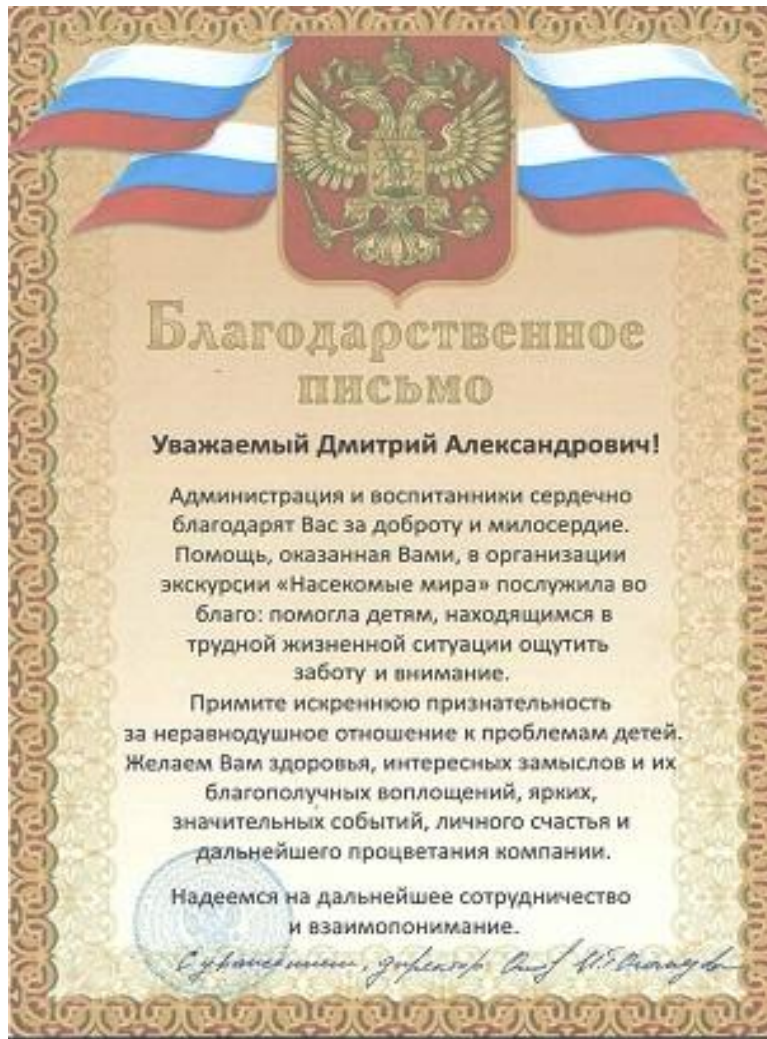 Благодарственное
письмо
Уважаемый Дмитрий Александрович!
Администрация и воспитанники сердечно
благодарят Вас за доброту и милосердие.
Помощь, оказанная Вами, в организации
экскурсии «Насекомые мира» послужила во
благо: помогла детям, находящимся в
трудной жизненной ситуации ощутить
заботу и внимание.
Примите искреннюю признательность
за неравнодушное отношение к проблемам детей.
Желаем Вам здоровья, интересных замыслов и их
благополучных воплощений, ярких,
значительных событий, личного счастья и
дальнейшего процветания компании.
Надеемся на дальнейшее сотрудничество
и взаимопонимание.
С уважением, директор